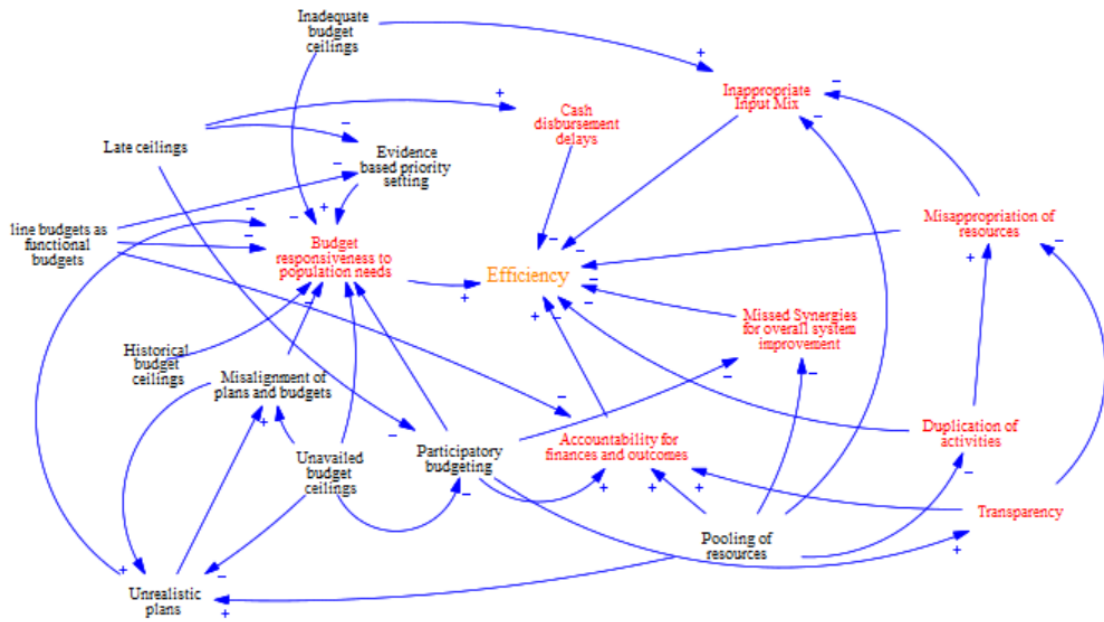 Inadequate
budget
ceilings
Inappropriate
Input Mix
Cash
disbursement
delays
Late ceilings
Evidence
based priority
setting
line budgets as
functional
budgets
Budget
responsiveness to
population needs
Efficiency
Misappropriation of
resources
Missed Synergies
for overall system
improvement
Historical
budget
ceilings
Misalignment of
plans and budgets
Unavailed
budget
ceilings
Participatory
budgeting
Accountability for
finances and outcomes
Duplication of
activities
Transparency
Pooling of
resources
Unrealistic
plans